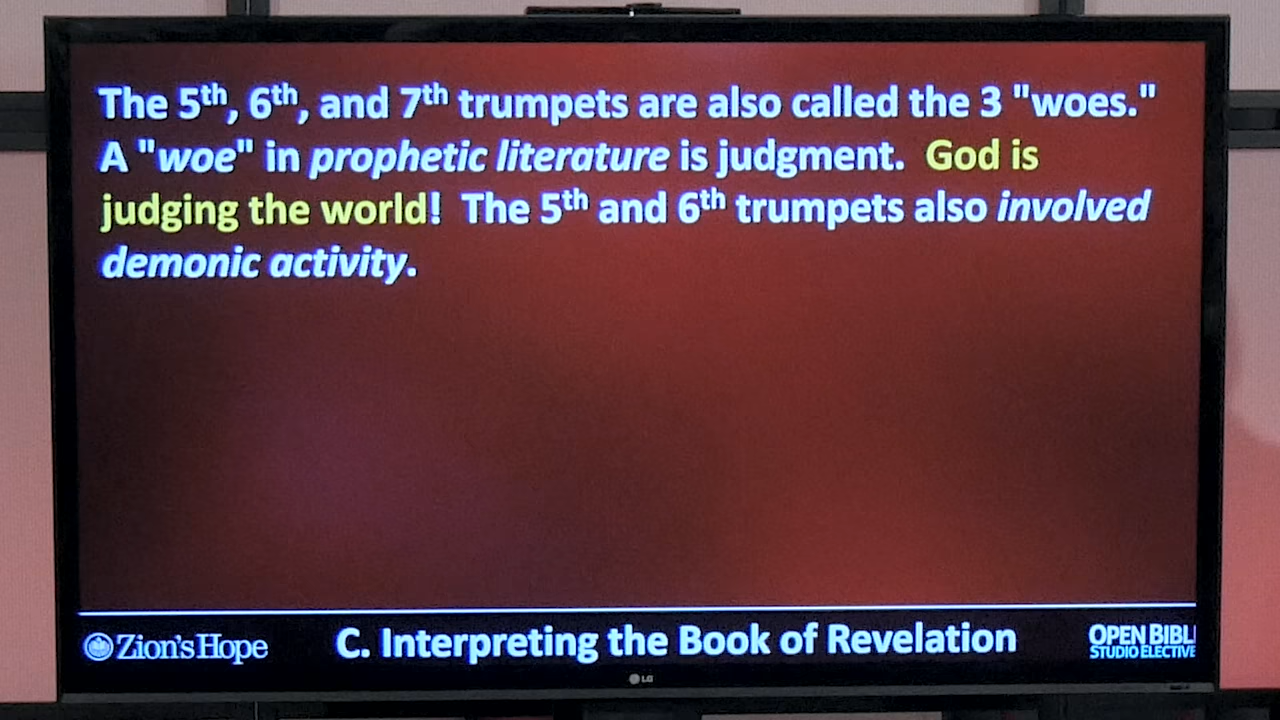 The 5th, 6th, and 7th trumpets are also called the 3 "woes."
A "woe" in prophetic literature is judgment. God is
judging the world! The 5th and 6th trumpets also involved
demonic activity.
Zion's Hope
C. Interpreting the Book of Revelation
OPEN BIBL
STUDIO ELECTIVE
LG